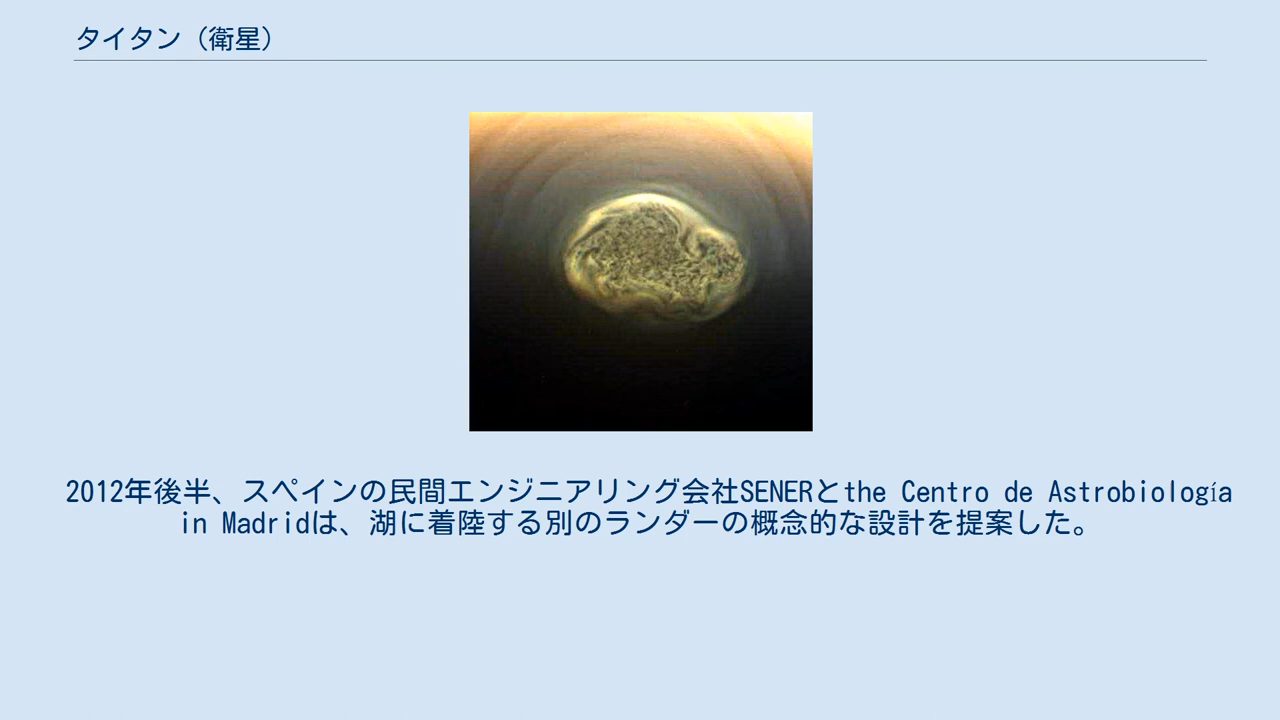 タイタン（衛星）
2012年後半、スペインの民間エンジニアリング会社SENERとthe Centro de Astrobiología
in Madridは、湖に着陸する別のランダーの概念的な設計を提案した。